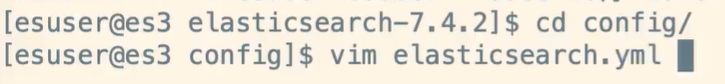 [esuser@es3 elasticsearch-7.4.2]$ cd config/
[esuser@es3 config]$ vim elasticsearch.yml